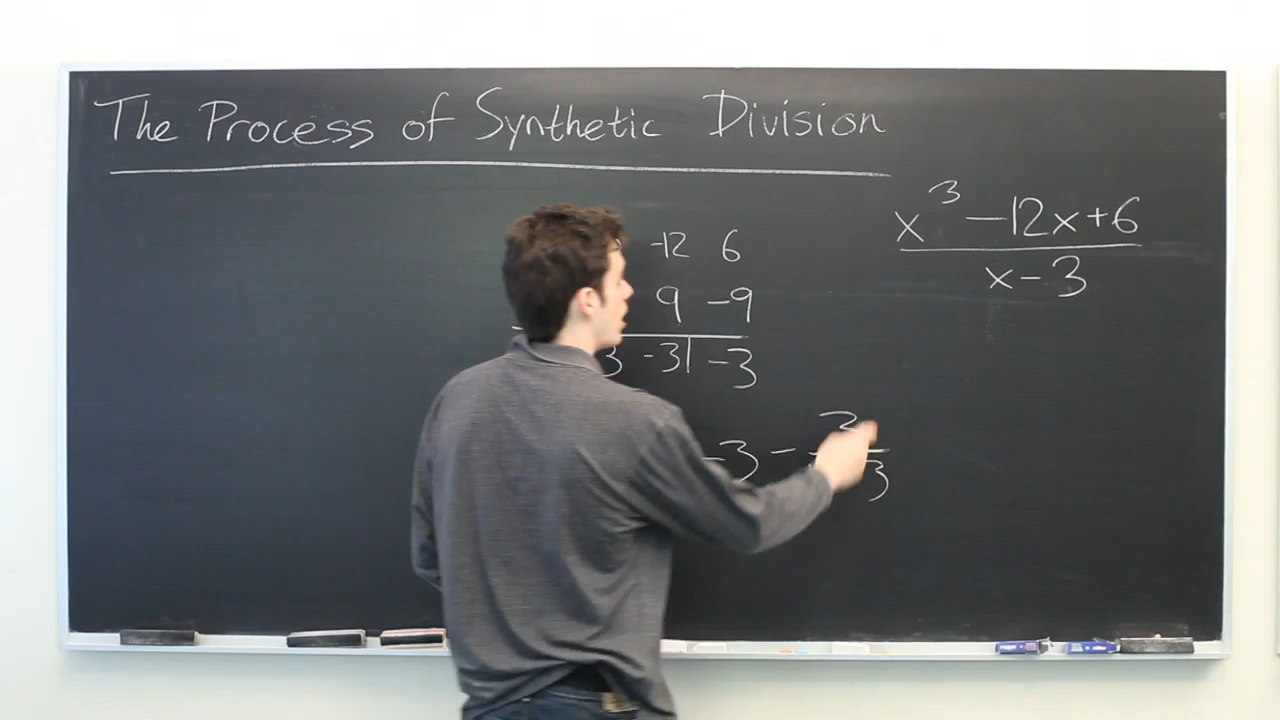 The Process of Synthetic Division
x³ -12x+6
x-3
-12 6
9 -9
3 -3 -3
-3 -
3